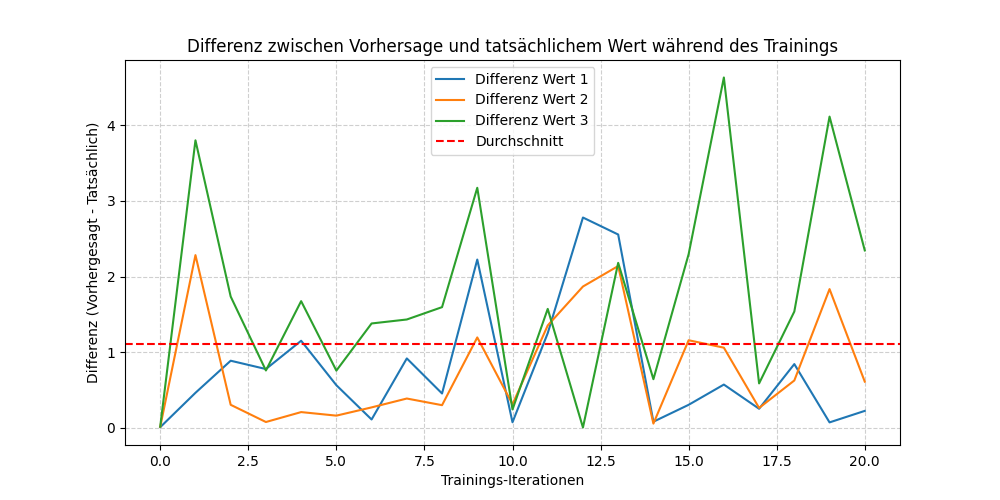 Differenz zwischen Vorhersage und tatsächlichem Wert während des Trainings
Differenz Wert 1
Differenz Wert 2
Differenz Wert 3
Durchschnitt
Differenz (Vorhergesagt - Tatsächlich)
4
3
2
1
0
0.0 2.5 5.0 7.5 10.0 12.5 15.0 17.5 20.0
Trainings-Iterationen